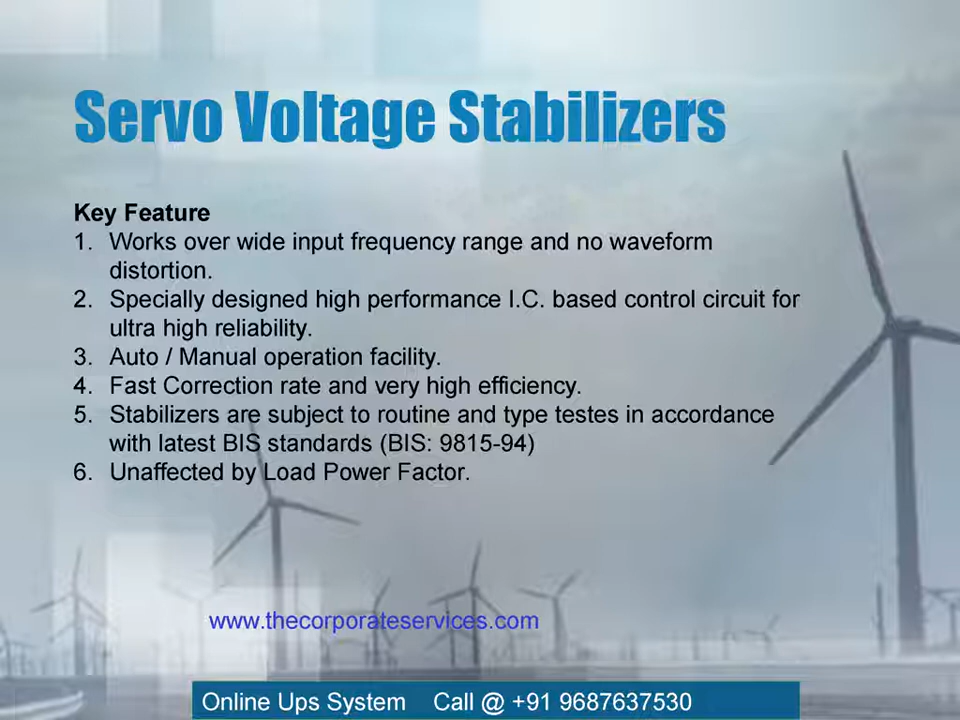 Servo Voltage Stabilizers
Key Feature
1. Works over wide input frequency range and no waveform
distortion.
2. Specially designed high performance I.C. based control circuit for
ultra high reliability.
3. Auto / Manual operation facility.
4. Fast Correction rate and very high efficiency.
5. Stabilizers are subject to routine and type testes in accordance
with latest BIS standards (BIS: 9815-94)
6. Unaffected by Load Power Factor.
www.thecorporateservices.com
Online Ups System Call @ +91 9687637530